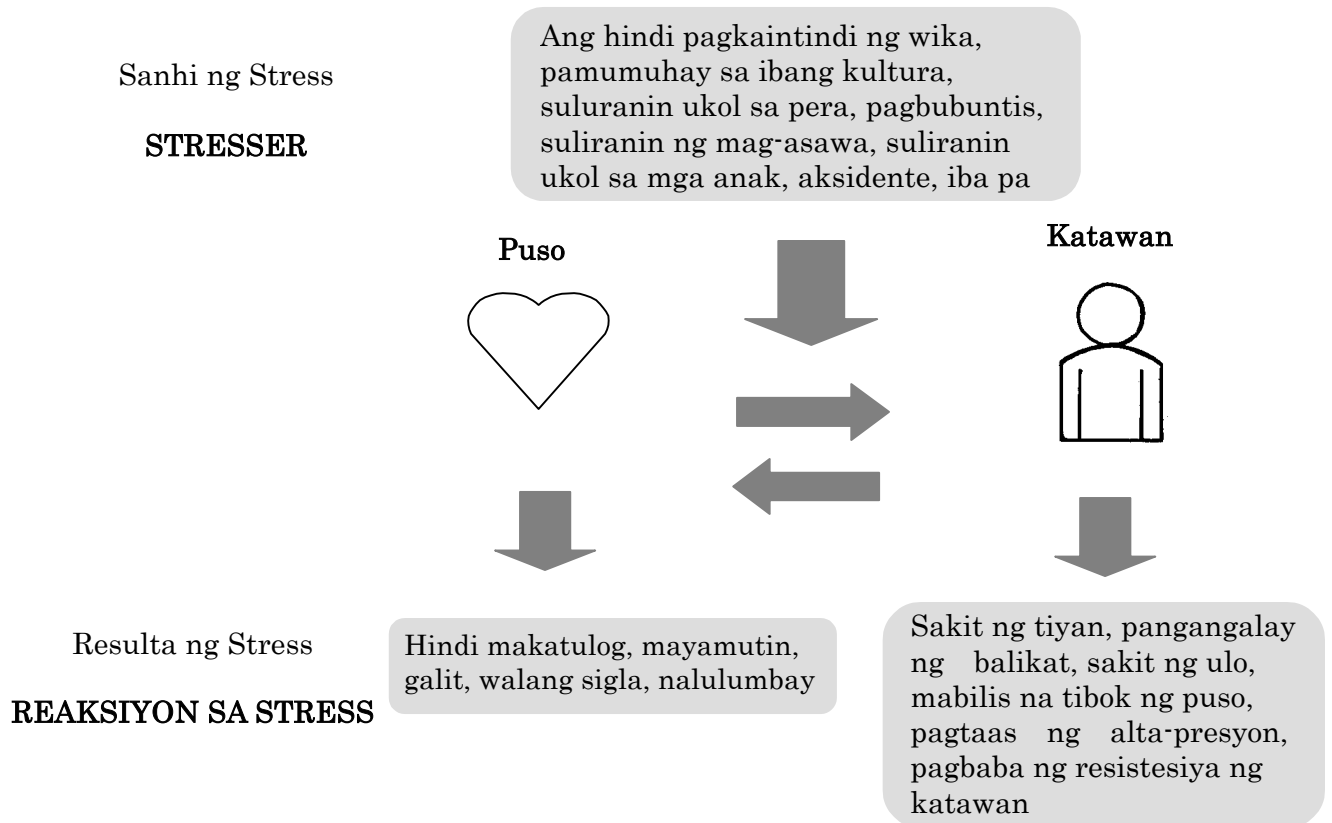 Sanhi ng Stress
STRESSER
Ang hindi pagkaintindi ng wika,
pamumuhay sa ibang kultura,
suluranin ukol sa pera, pagbubuntis,
suliranin ng mag-asawa, suliranin
ukol sa mga anak, aksidente, iba pa
Puso
Katawan
Resulta ng Stress
REAKSIYON SA STRESS
Hindi makatulog, mayamutin,
galit, walang sigla, nalulumbay
Sakit ng tiyan, pangangalay
ng balikat, sakit ng ulo,
mabilis na tibok ng puso,
pagtaas ng alta-presyon,
pagbaba ng resistesiya ng
katawan